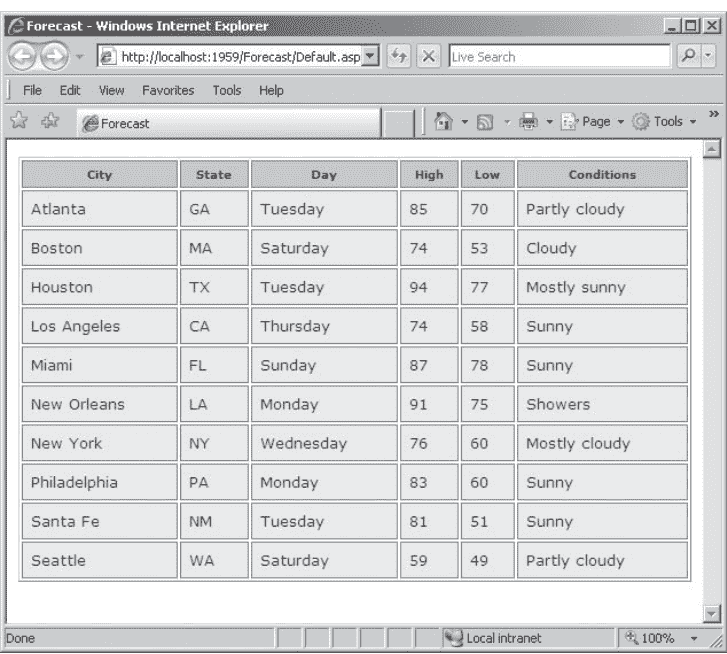 Forecast - Windows Internet Explorer
http://localhost:1959/Forecast/Default.asp
Live Search
File Edit View Favorites Tools Help
Forecast
Page Tools »
City State Day High Low Conditions
Atlanta GA Tuesday 85 70 Partly cloudy
Boston MA Saturday 74 53 Cloudy
Houston TX Tuesday 94 77 Mostly sunny
Los Angeles CA Thursday 74 58 Sunny
Miami FL Sunday 87 78 Sunny
New Orleans LA Monday 91 75 Showers
New York NY Wednesday 76 60 Mostly cloudy
Philadelphia PA Monday 83 60 Sunny
Santa Fe NM Tuesday 81 51 Sunny
Seattle WA Saturday 59 49 Partly cloudy
Done Local intranet 100%